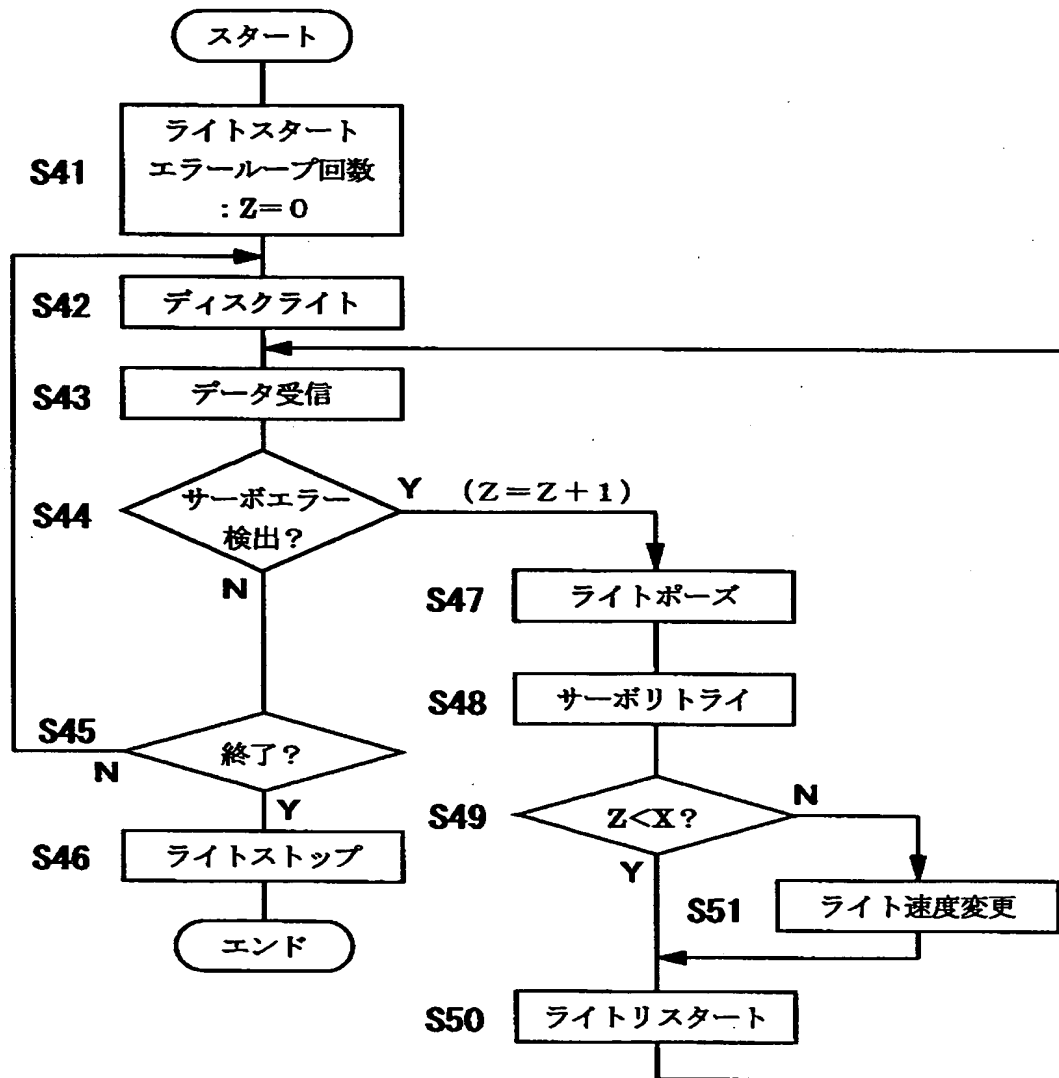 スタート
ライトスタート
エラーループ回数
:Z=0
S41
ディスクライト
S42
データ受信
S43
サーボエラー
検出?
S44
Y (Z=Z+1)
N
ライトポーズ
S47
サーボリトライ
S48
終了?
S45
N
Y
Z<X?
S49
N
Y
ライトストップ
S46
ライト速度変更
S51
エンド
ライトリスタート
S50